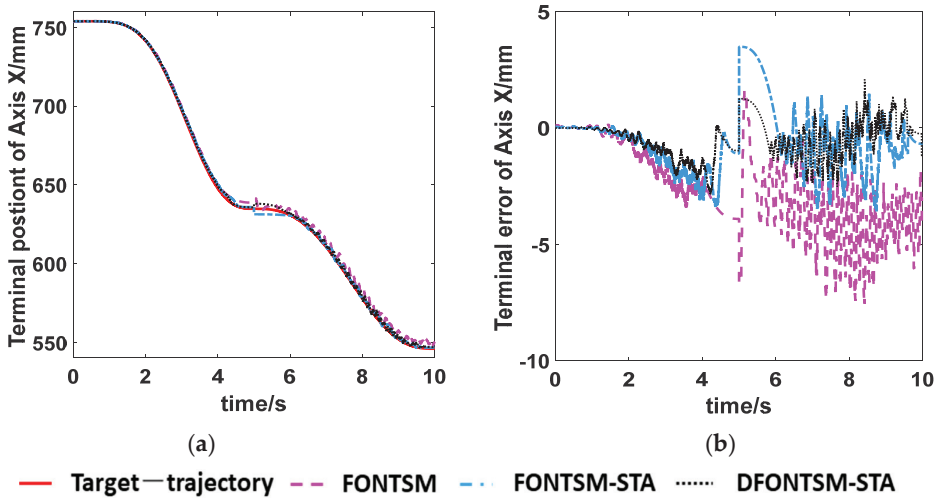 Terminal postiont of Axis X/mm
750
700
650
600
550
0 2 4 6 8 10
time/s
(a)
Terminal error of Axis X/mm
5
0
-5
-10
0 2 4 6 8 10
time/s
(b)
Target—trajectory FONTSM FONTSM-STA DFONTSM-STA